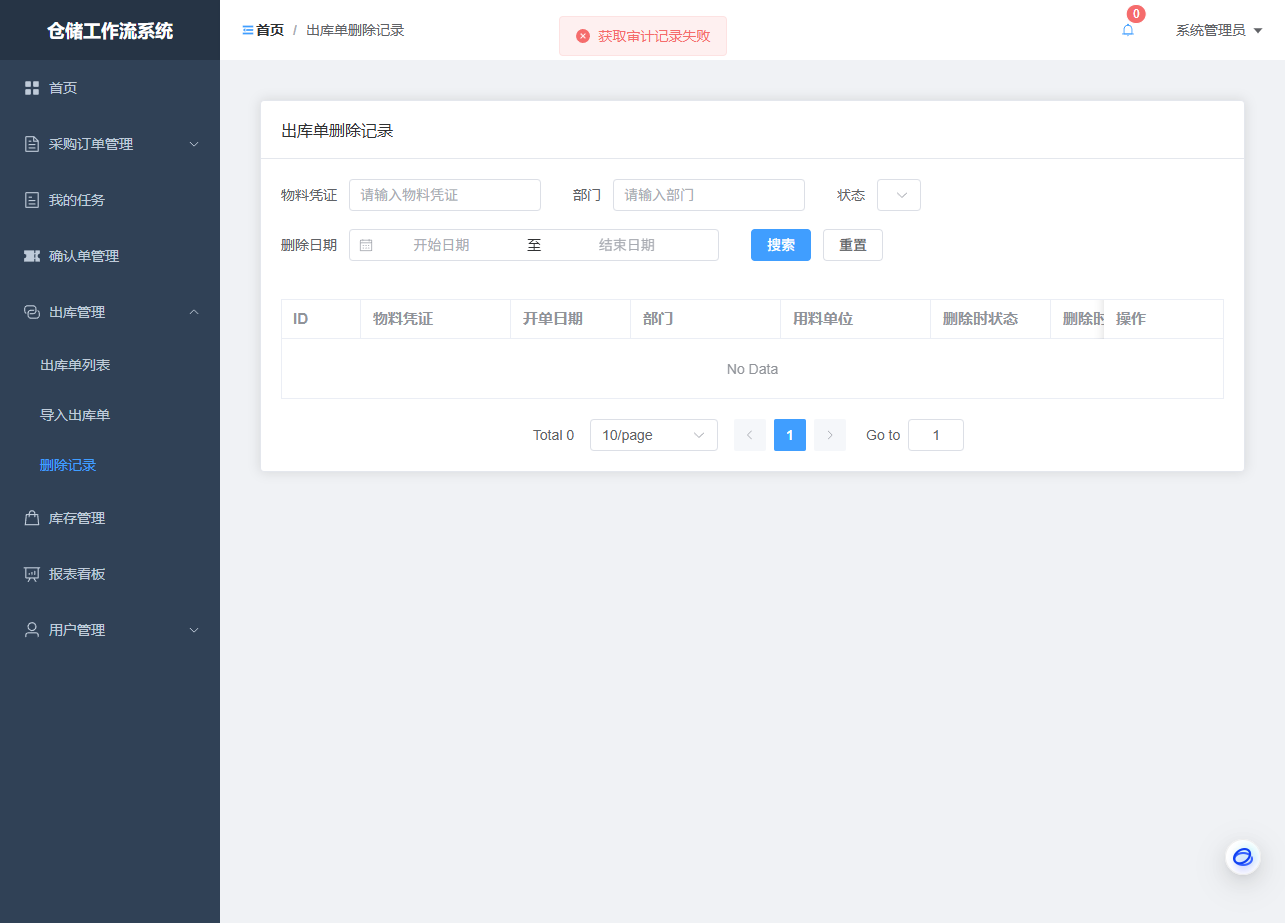 仓储工作流系统
首页 / 出库单删除记录
获取审计记录失败
0
系统管理员
首页
采购订单管理
我的任务
确认单管理
出库管理
出库单列表
导入出库单
删除记录
库存管理
报表看板
用户管理
出库单删除记录
物料凭证 请输入物料凭证 部门 请输入部门 状态
删除日期 开始日期 至 结束日期 搜索 重置
ID 物料凭证 开单日期 部门 用料单位 删除时状态 删除时 操作
No Data
Total 0 10/page 1 Go to 1